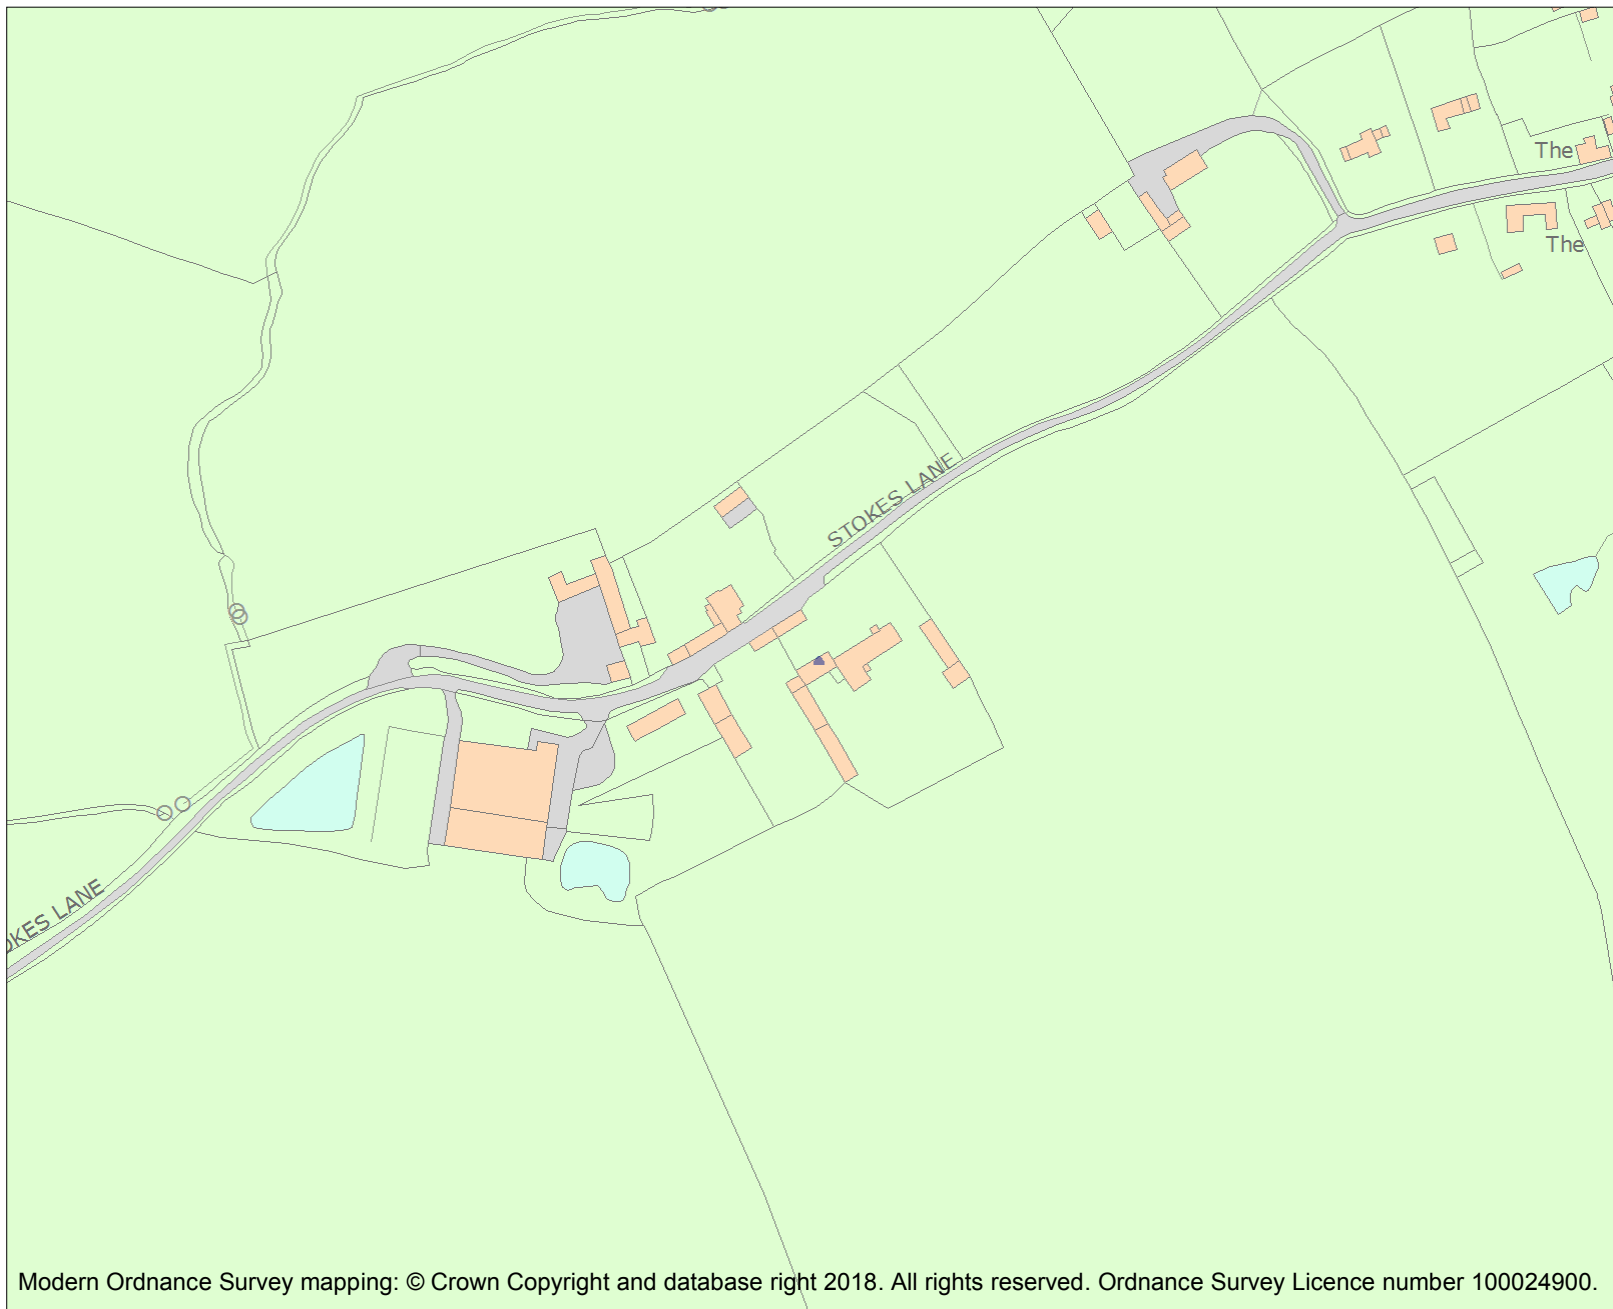 The
The
STOKES LANE
OKES LANE
Modern Ordnance Survey mapping: © Crown Copyright and database right 2018. All rights reserved. Ordnance Survey Licence number 100024900.